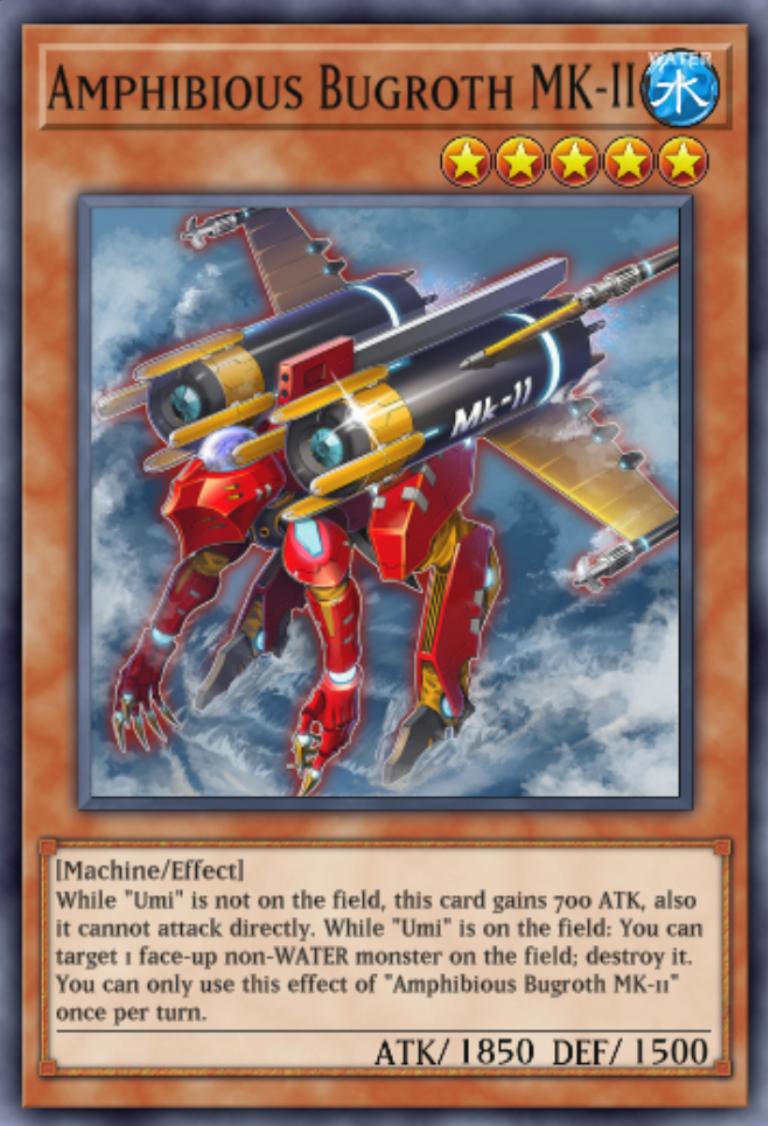 AMPHIBIOUS BUGROTH MK-11
WATER
水
Mk-11
[Machine/Effect]
While "Umi" is not on the field, this card gains 700 ATK, also
it cannot attack directly. While "Umi" is on the field: You can
target 1 face-up non-WATER monster on the field; destroy it.
You can only use this effect of "Amphibious Bugroth MK-11"
once per turn.
ATK/ 1850 DEF/ 1500